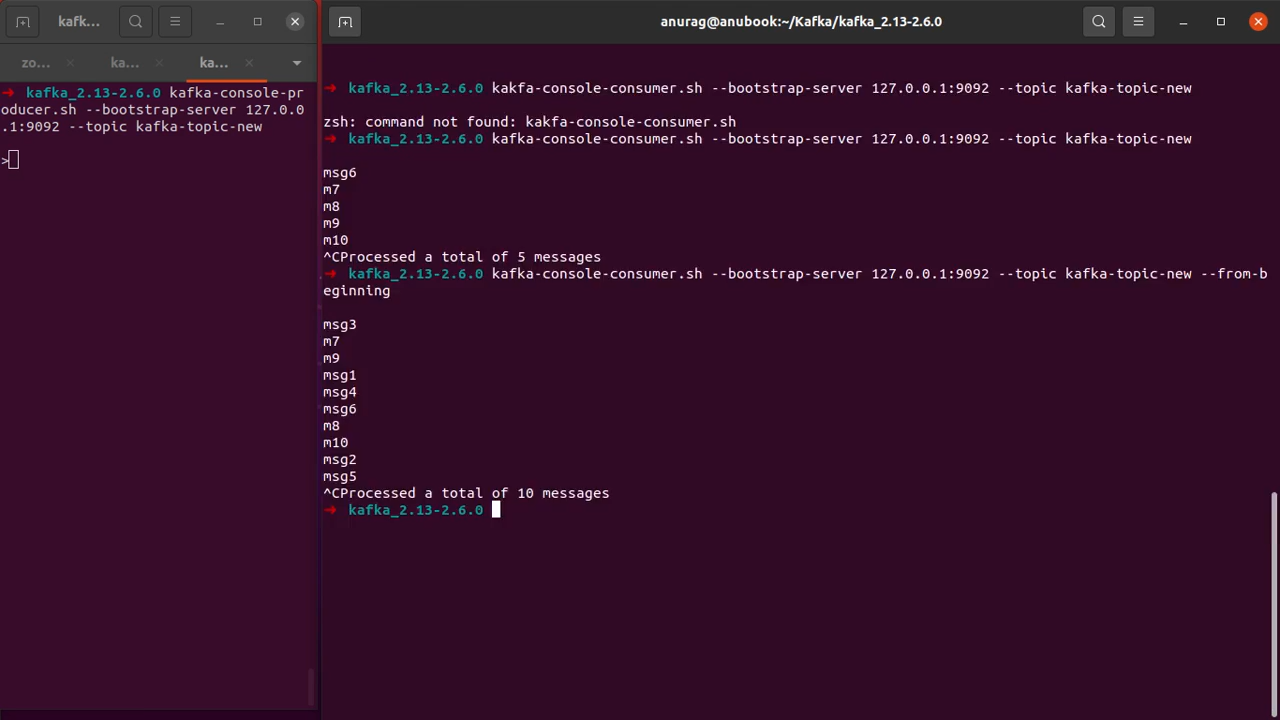 kafk...
zo...
ka...
ka...
➜ kafka_2.13-2.6.0 kafka-console-pr
oducer.sh --bootstrap-server 127.0.0
.1:9092 --topic kafka-topic-new
>
anurag@anubook:~/Kafka/kafka_2.13-2.6.0
➜ kafka_2.13-2.6.0 kakfa-console-consumer.sh --bootstrap-server 127.0.0.1:9092 --topic kafka-topic-new
zsh: command not found: kakfa-console-consumer.sh
➜ kafka_2.13-2.6.0 kafka-console-consumer.sh --bootstrap-server 127.0.0.1:9092 --topic kafka-topic-new
msg6
m7
m8
m9
m10
^CProcessed a total of 5 messages
➜ kafka_2.13-2.6.0 kafka-console-consumer.sh --bootstrap-server 127.0.0.1:9092 --topic kafka-topic-new --from-b
eginning
msg3
m7
m9
msg1
msg4
msg6
m8
m10
msg2
msg5
^CProcessed a total of 10 messages
➜ kafka_2.13-2.6.0